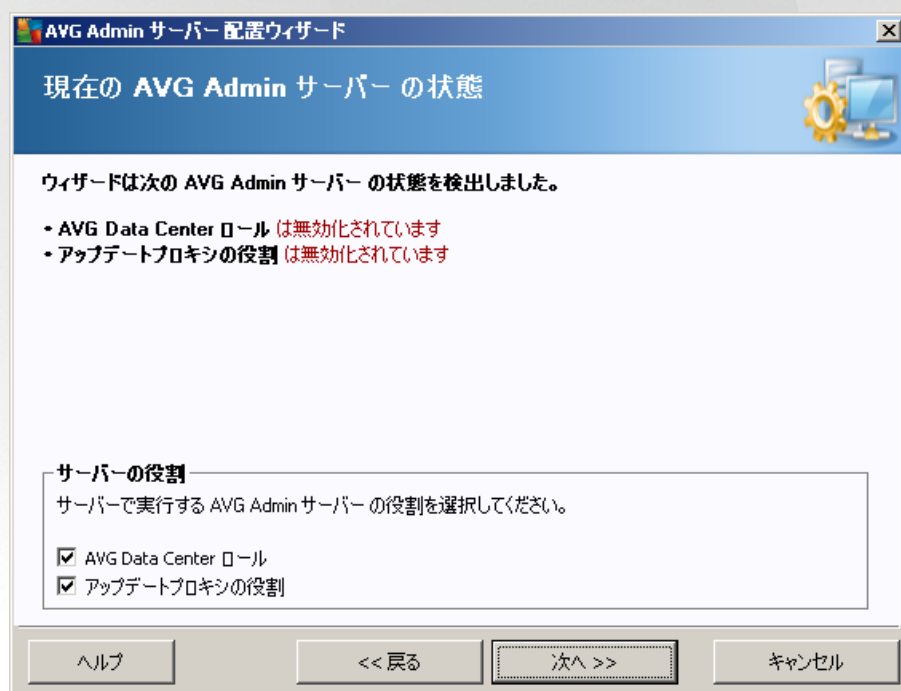 AVG Admin サーバー 配置ウィザード
現在の AVG Admin サーバー の状態
ウィザードは次の AVG Admin サーバー の状態を検出しました。
• AVG Data Center ロール は無効化されています
• アップデートプロキシの役割 は無効化されています
サーバーの役割
サーバーで実行する AVG Admin サーバー の役割を選択してください。
AVG Data Center ロール
アップデートプロキシの役割
ヘルプ
<< 戻る
次へ >>
キャンセル